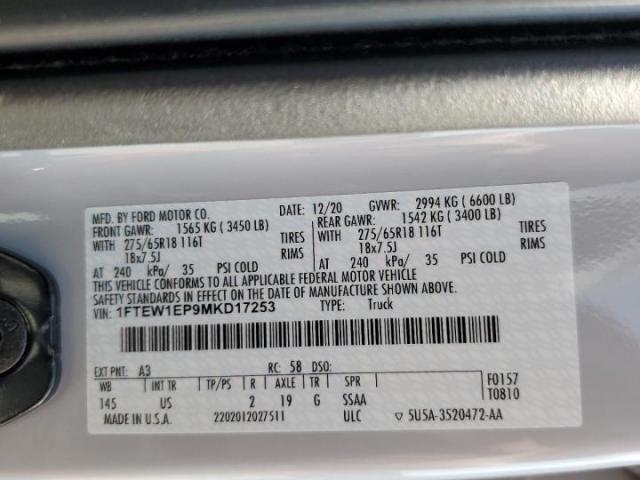 MFD. BY FORD MOTOR CO. DATE: 12/20 GVWR: 2994 KG ( 6600 LB)
FRONT GAWR: 1565 KG ( 3450 LB) REAR GAWR: 1542 KG ( 3400 LB)
WITH 275/65R18 116T TIRES WITH 275/65R18 116T TIRES
18x7.5J RIMS 18x7.5J RIMS
AT 240 kPa/ 35 PSI COLD AT 240 kPa/ 35 PSI COLD
THIS VEHICLE CONFORMS TO ALL APPLICABLE FEDERAL MOTOR VEHICLE
SAFETY STANDARDS IN EFFECT ON THE DATE OF MANUFACTURE SHOWN ABOVE.
VIN: 1FTEW1EP9MKD17253 TYPE: Truck
EXT PNT: A3 RC: 58 DSO:
WB INT TR TP/PS R AXLE TR SPR F0157
145 US 2 19 G SSAA T0810
MADE IN U.S.A. 2202012027511 ULC 5U5A-3520472-AA